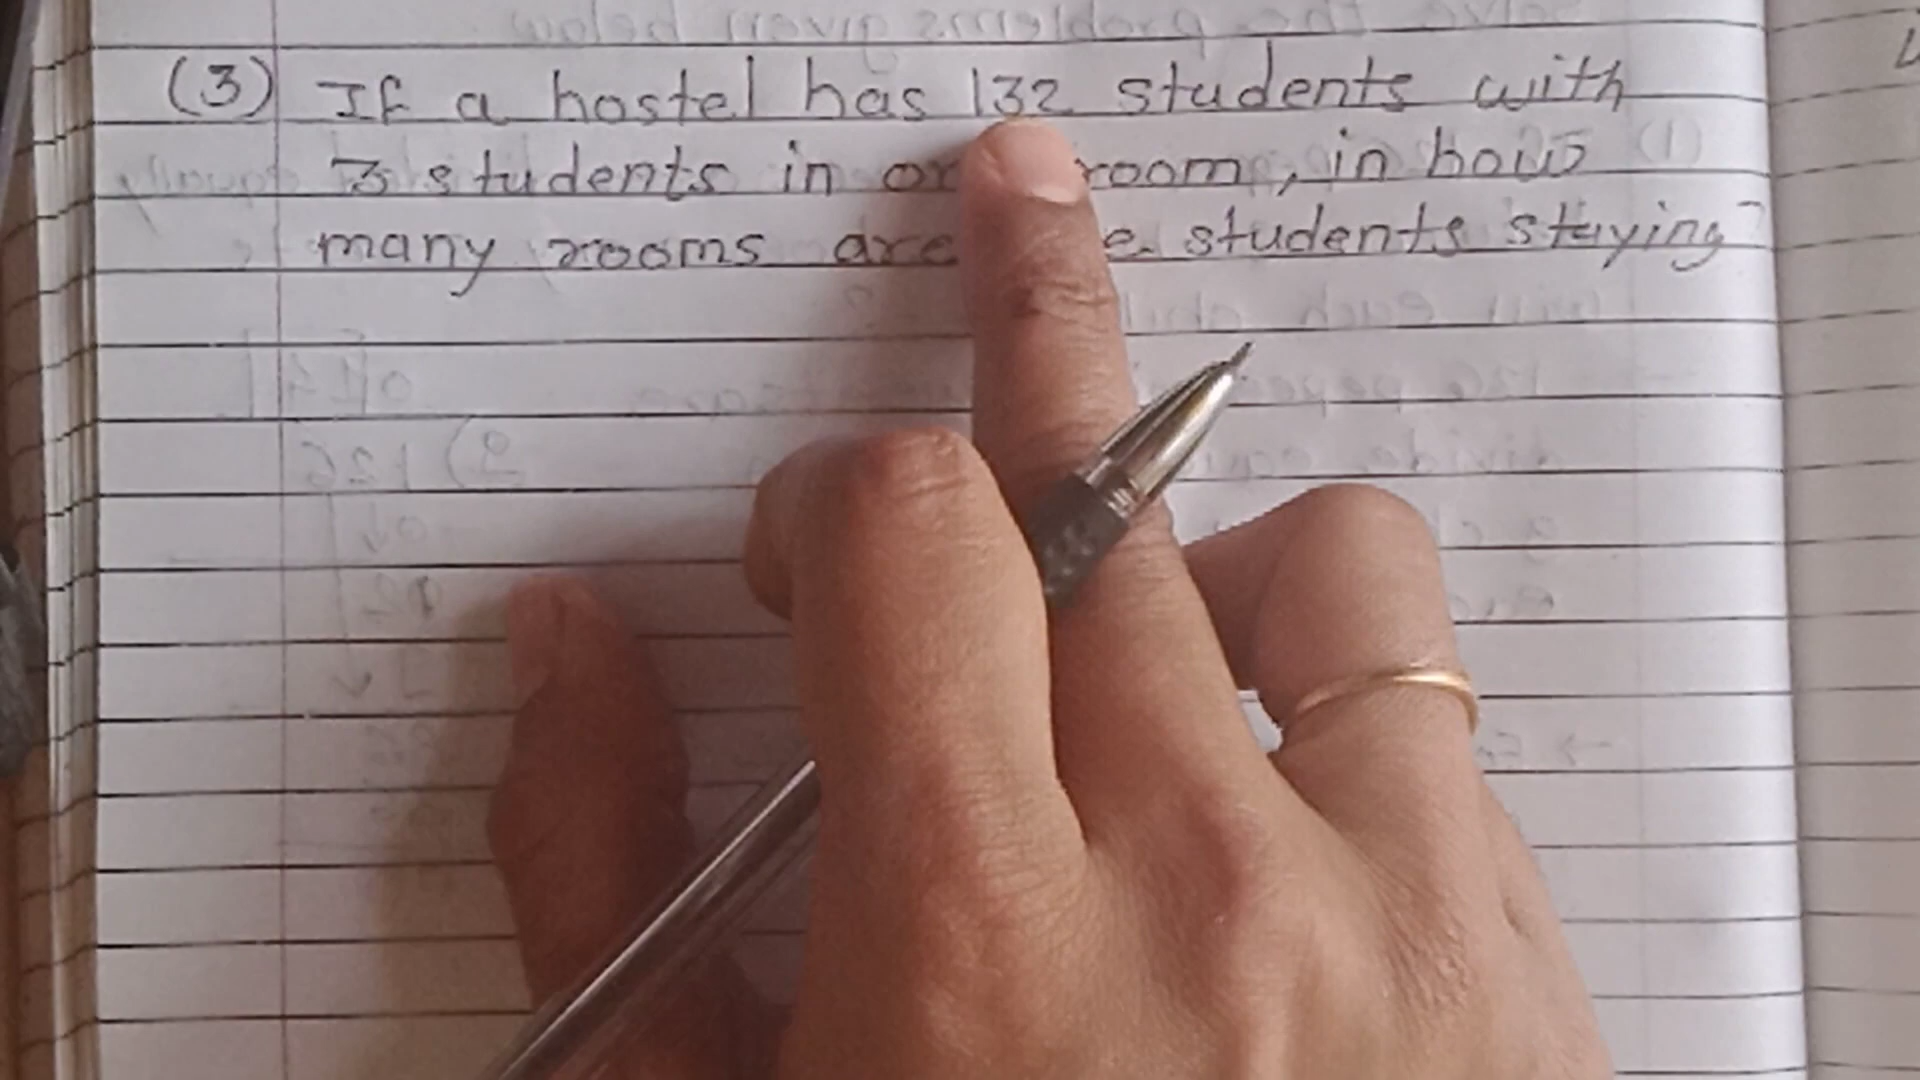 (3) If a hostel has 132 students with
3 students in room, in how
many rooms are students staying?